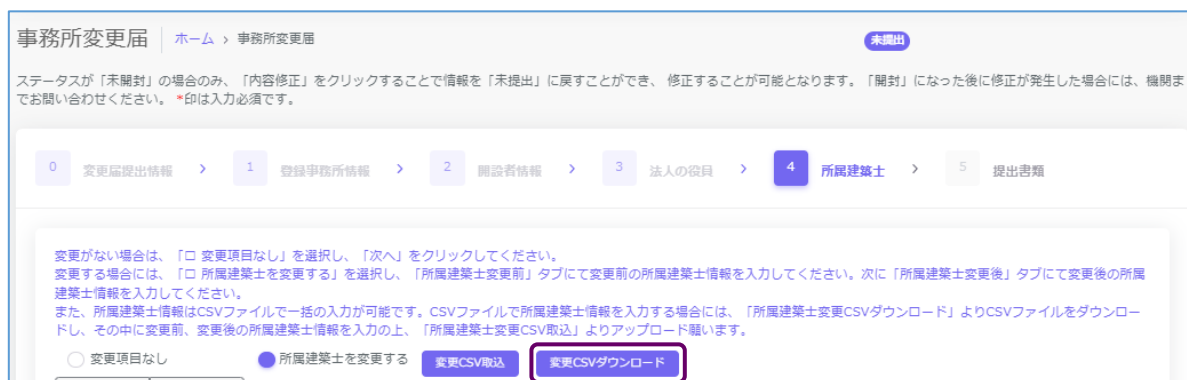 事務所変更届 ホーム > 事務所変更届 未提出
ステータスが「未開封」の場合のみ、「内容修正」をクリックすることで情報を「未提出」に戻すことができ、 修正することが可能となります。「開封」になった後に修正が発生した場合には、機関ま
でお問い合わせください。 *印は入力必須です。
0 変更届提出情報 > 1 登録事務所情報 > 2 開設者情報 > 3 法人の役員 > 4 所属建築士 > 5 提出書類
変更がない場合は、「□ 変更項目なし」を選択し、「次へ」をクリックしてください。
変更する場合には、「□ 所属建築士を変更する」を選択し、「所属建築士変更前」タブにて変更前の所属建築士情報を入力してください。次に「所属建築士変更後」タブにて変更後の所属
建築士情報を入力してください。
また、所属建築士情報はCSVファイルで一括の入力が可能です。CSVファイルで所属建築士情報を入力する場合には、「所属建築士変更CSVダウンロード」よりCSVファイルをダウンロー
ドし、その中に変更前、変更後の所属建築士情報を入力の上、「所属建築士変更CSV取込」よりアップロード願います。
変更項目なし 所属建築士を変更する 変更CSV取込 変更CSVダウンロード